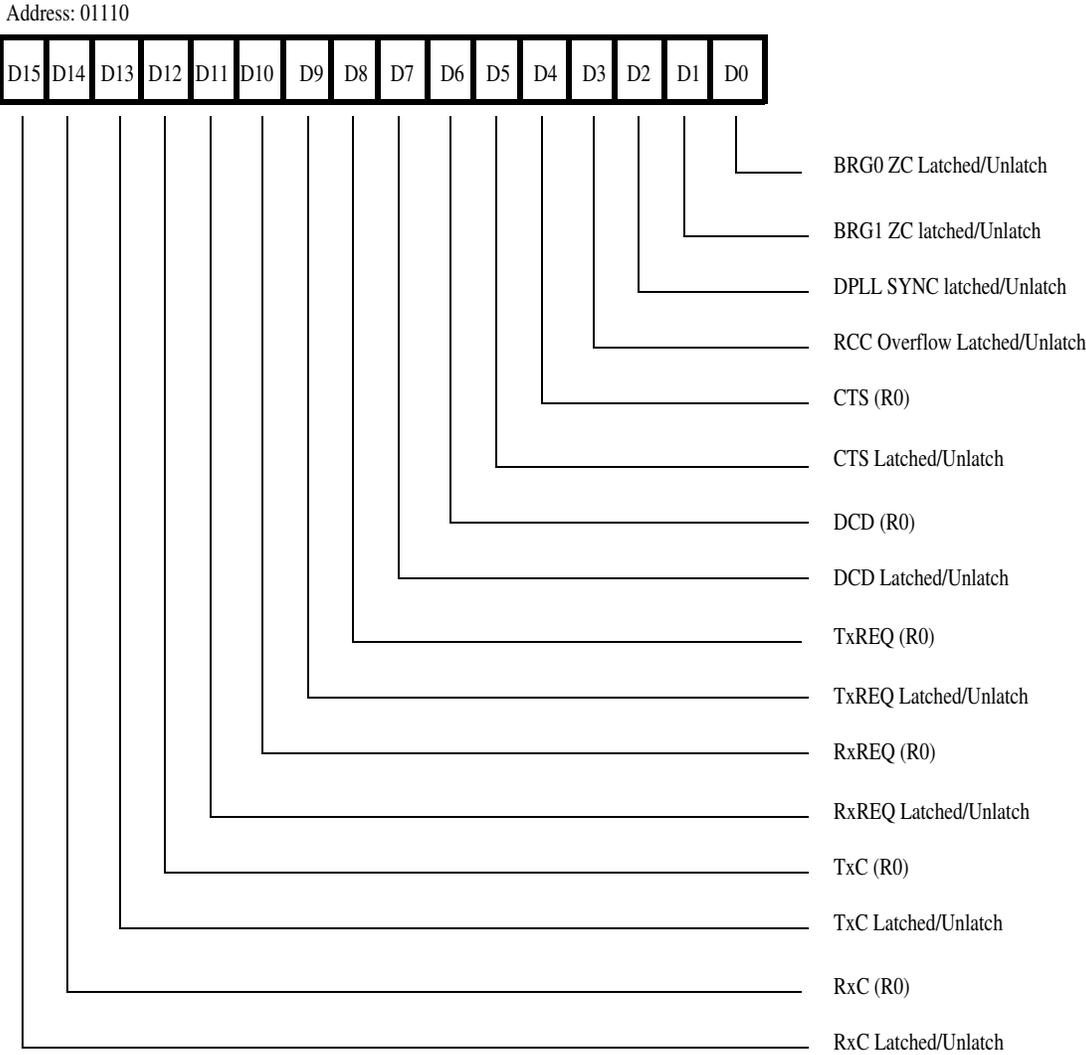 Address: 01110
D15 D14 D13 D12 D11 D10 D9 D8 D7 D6 D5 D4 D3 D2 D1 D0
BRG0 ZC Latched/Unlatch
BRG1 ZC latched/Unlatch
DPLL SYNC latched/Unlatch
RCC Overflow Latched/Unlatch
CTS (R0)
CTS Latched/Unlatch
DCD (R0)
DCD Latched/Unlatch
TxREQ (R0)
TxREQ Latched/Unlatch
RxREQ (R0)
RxREQ Latched/Unlatch
TxC (R0)
TxC Latched/Unlatch
RxC (R0)
RxC Latched/Unlatch